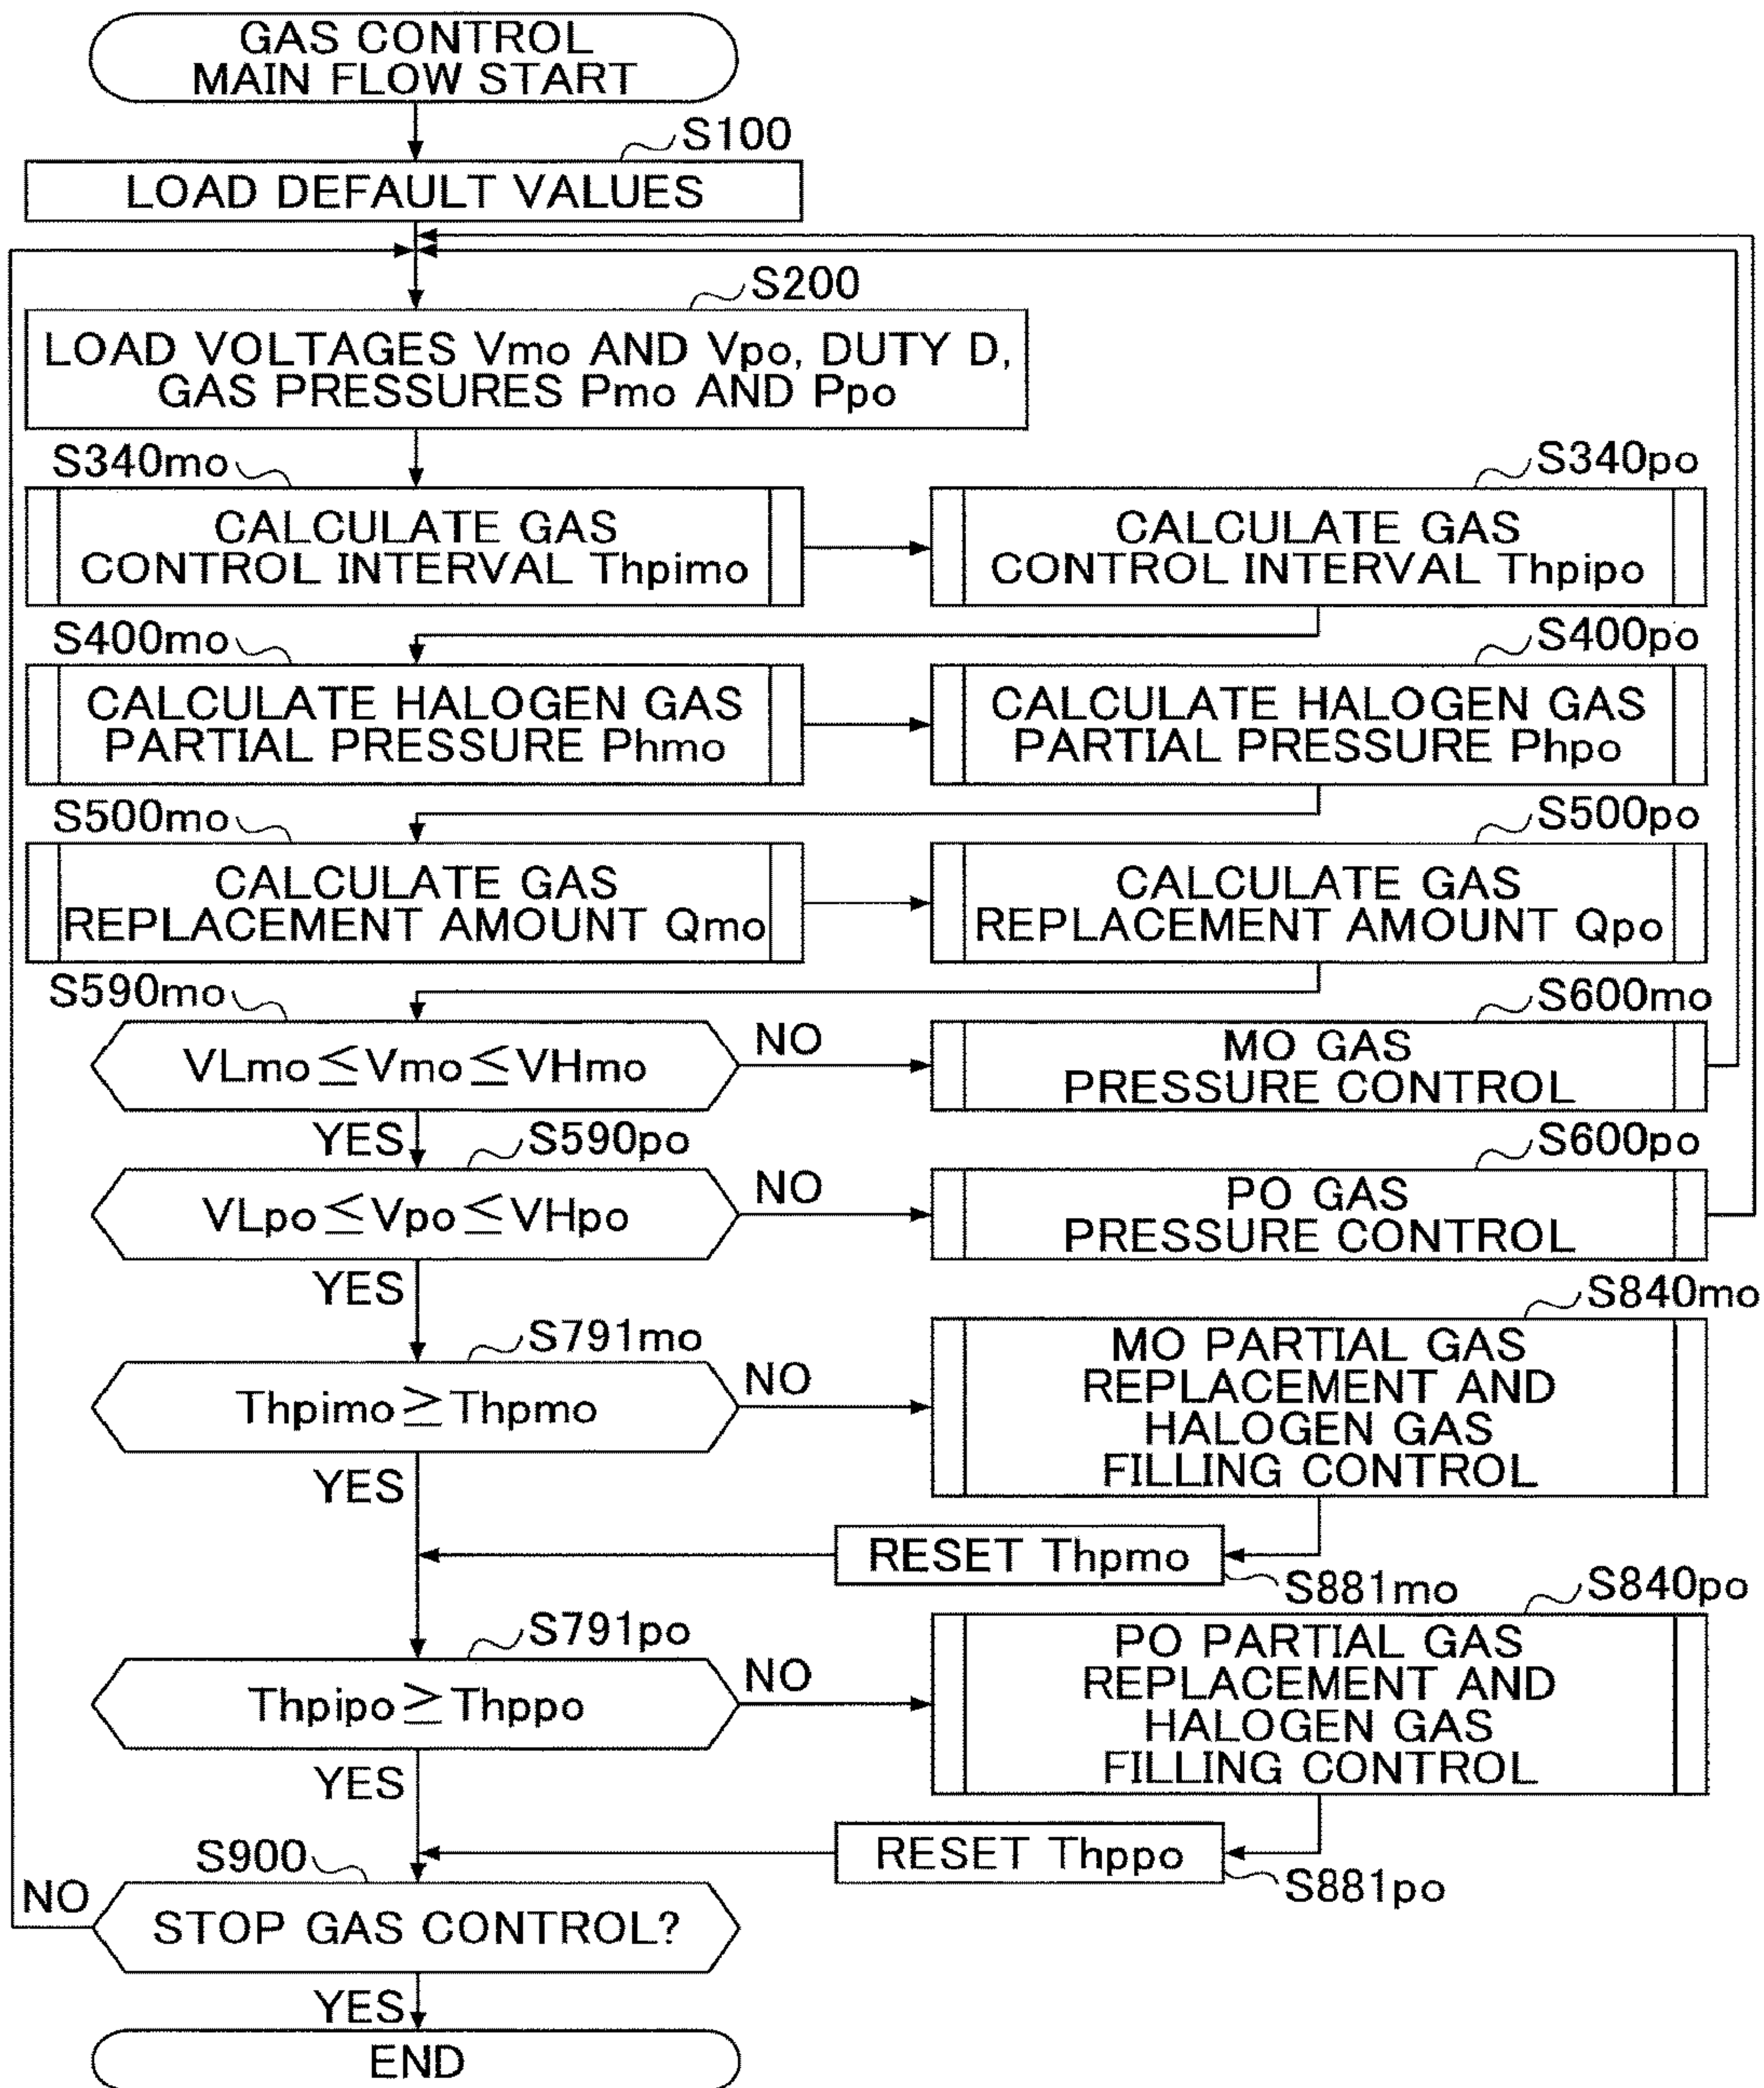 GAS CONTROL
MAIN FLOW START
S100
LOAD DEFAULT VALUES
S200
LOAD VOLTAGES Vmo AND Vpo, DUTY D,
GAS PRESSURES Pmo AND Ppo
S340mo
CALCULATE GAS
CONTROL INTERVAL Thpimo
S340po
CALCULATE GAS
CONTROL INTERVAL Thpipo
S400mo
CALCULATE HALOGEN GAS
PARTIAL PRESSURE Phmo
S400po
CALCULATE HALOGEN GAS
PARTIAL PRESSURE Phpo
S500mo
CALCULATE GAS
REPLACEMENT AMOUNT Qmo
S500po
CALCULATE GAS
REPLACEMENT AMOUNT Qpo
S590mo
VLmo≦Vmo≦VHmo
NO
S600mo
MO GAS
PRESSURE CONTROL
YES
S590po
VLpo≦Vpo≦VHpo
NO
S600po
PO GAS
PRESSURE CONTROL
YES
S791mo
Thpimo≧Thpmo
NO
S840mo
MO PARTIAL GAS
REPLACEMENT AND
HALOGEN GAS
FILLING CONTROL
YES
RESET Thpmo
S881mo
S791po
Thpipo≧Thppo
NO
S840po
PO PARTIAL GAS
REPLACEMENT AND
HALOGEN GAS
FILLING CONTROL
YES
RESET Thppo
S881po
S900
NO
STOP GAS CONTROL?
YES
END